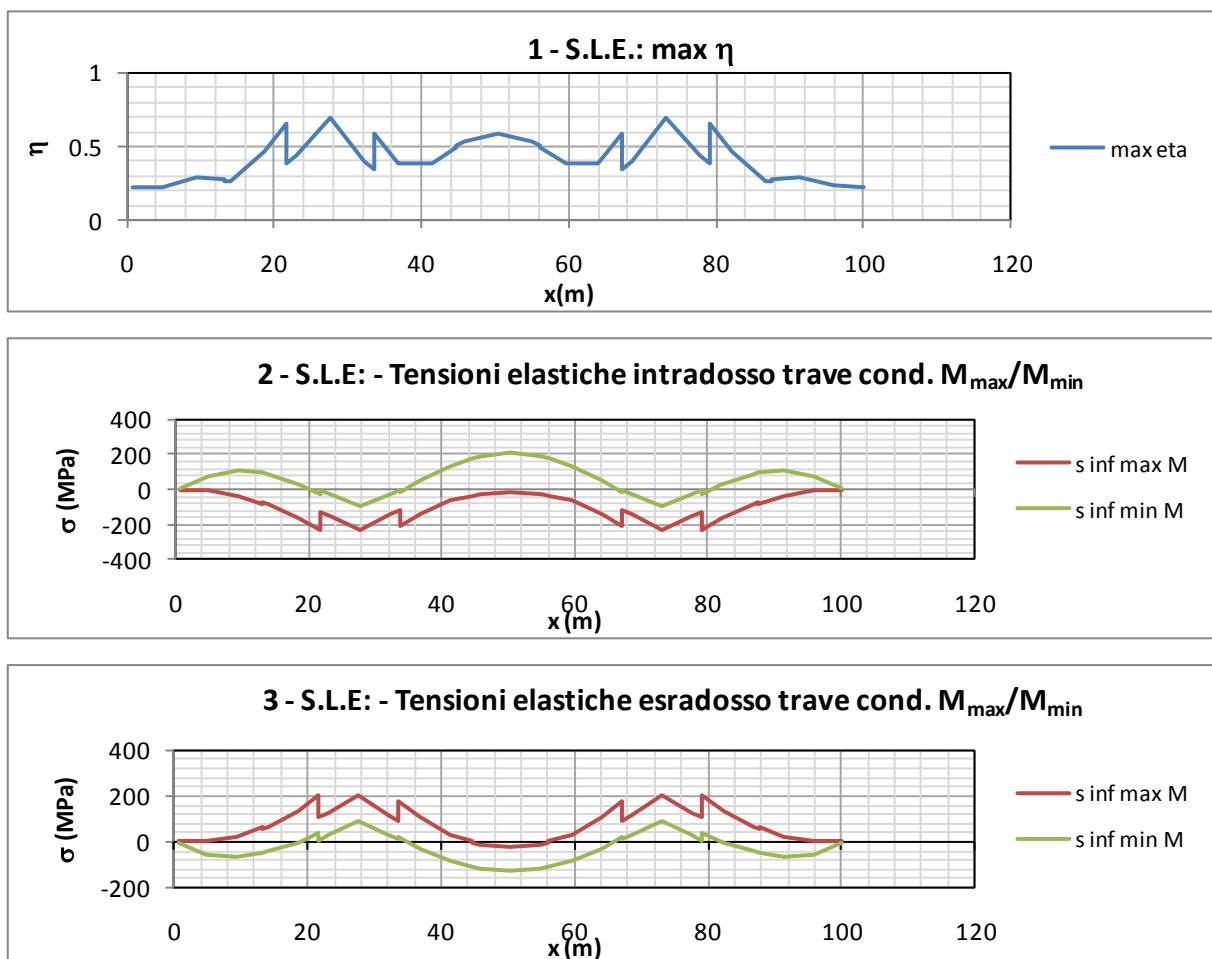 1 - S.L.E.: max η
1
0.5
0
η
0 20 40 60 80 100 120
x(m)
max eta
2 - S.L.E: - Tensioni elastiche intradosso trave cond. Mmax/Mmin
400
200
0
-200
-400
σ (MPa)
0 20 40 60 80 100 120
x (m)
s inf max M
s inf min M
3 - S.L.E: - Tensioni elastiche esradosso trave cond. Mmax/Mmin
400
200
0
-200
σ (MPa)
0 20 40 60 80 100 120
x (m)
s inf max M
s inf min M